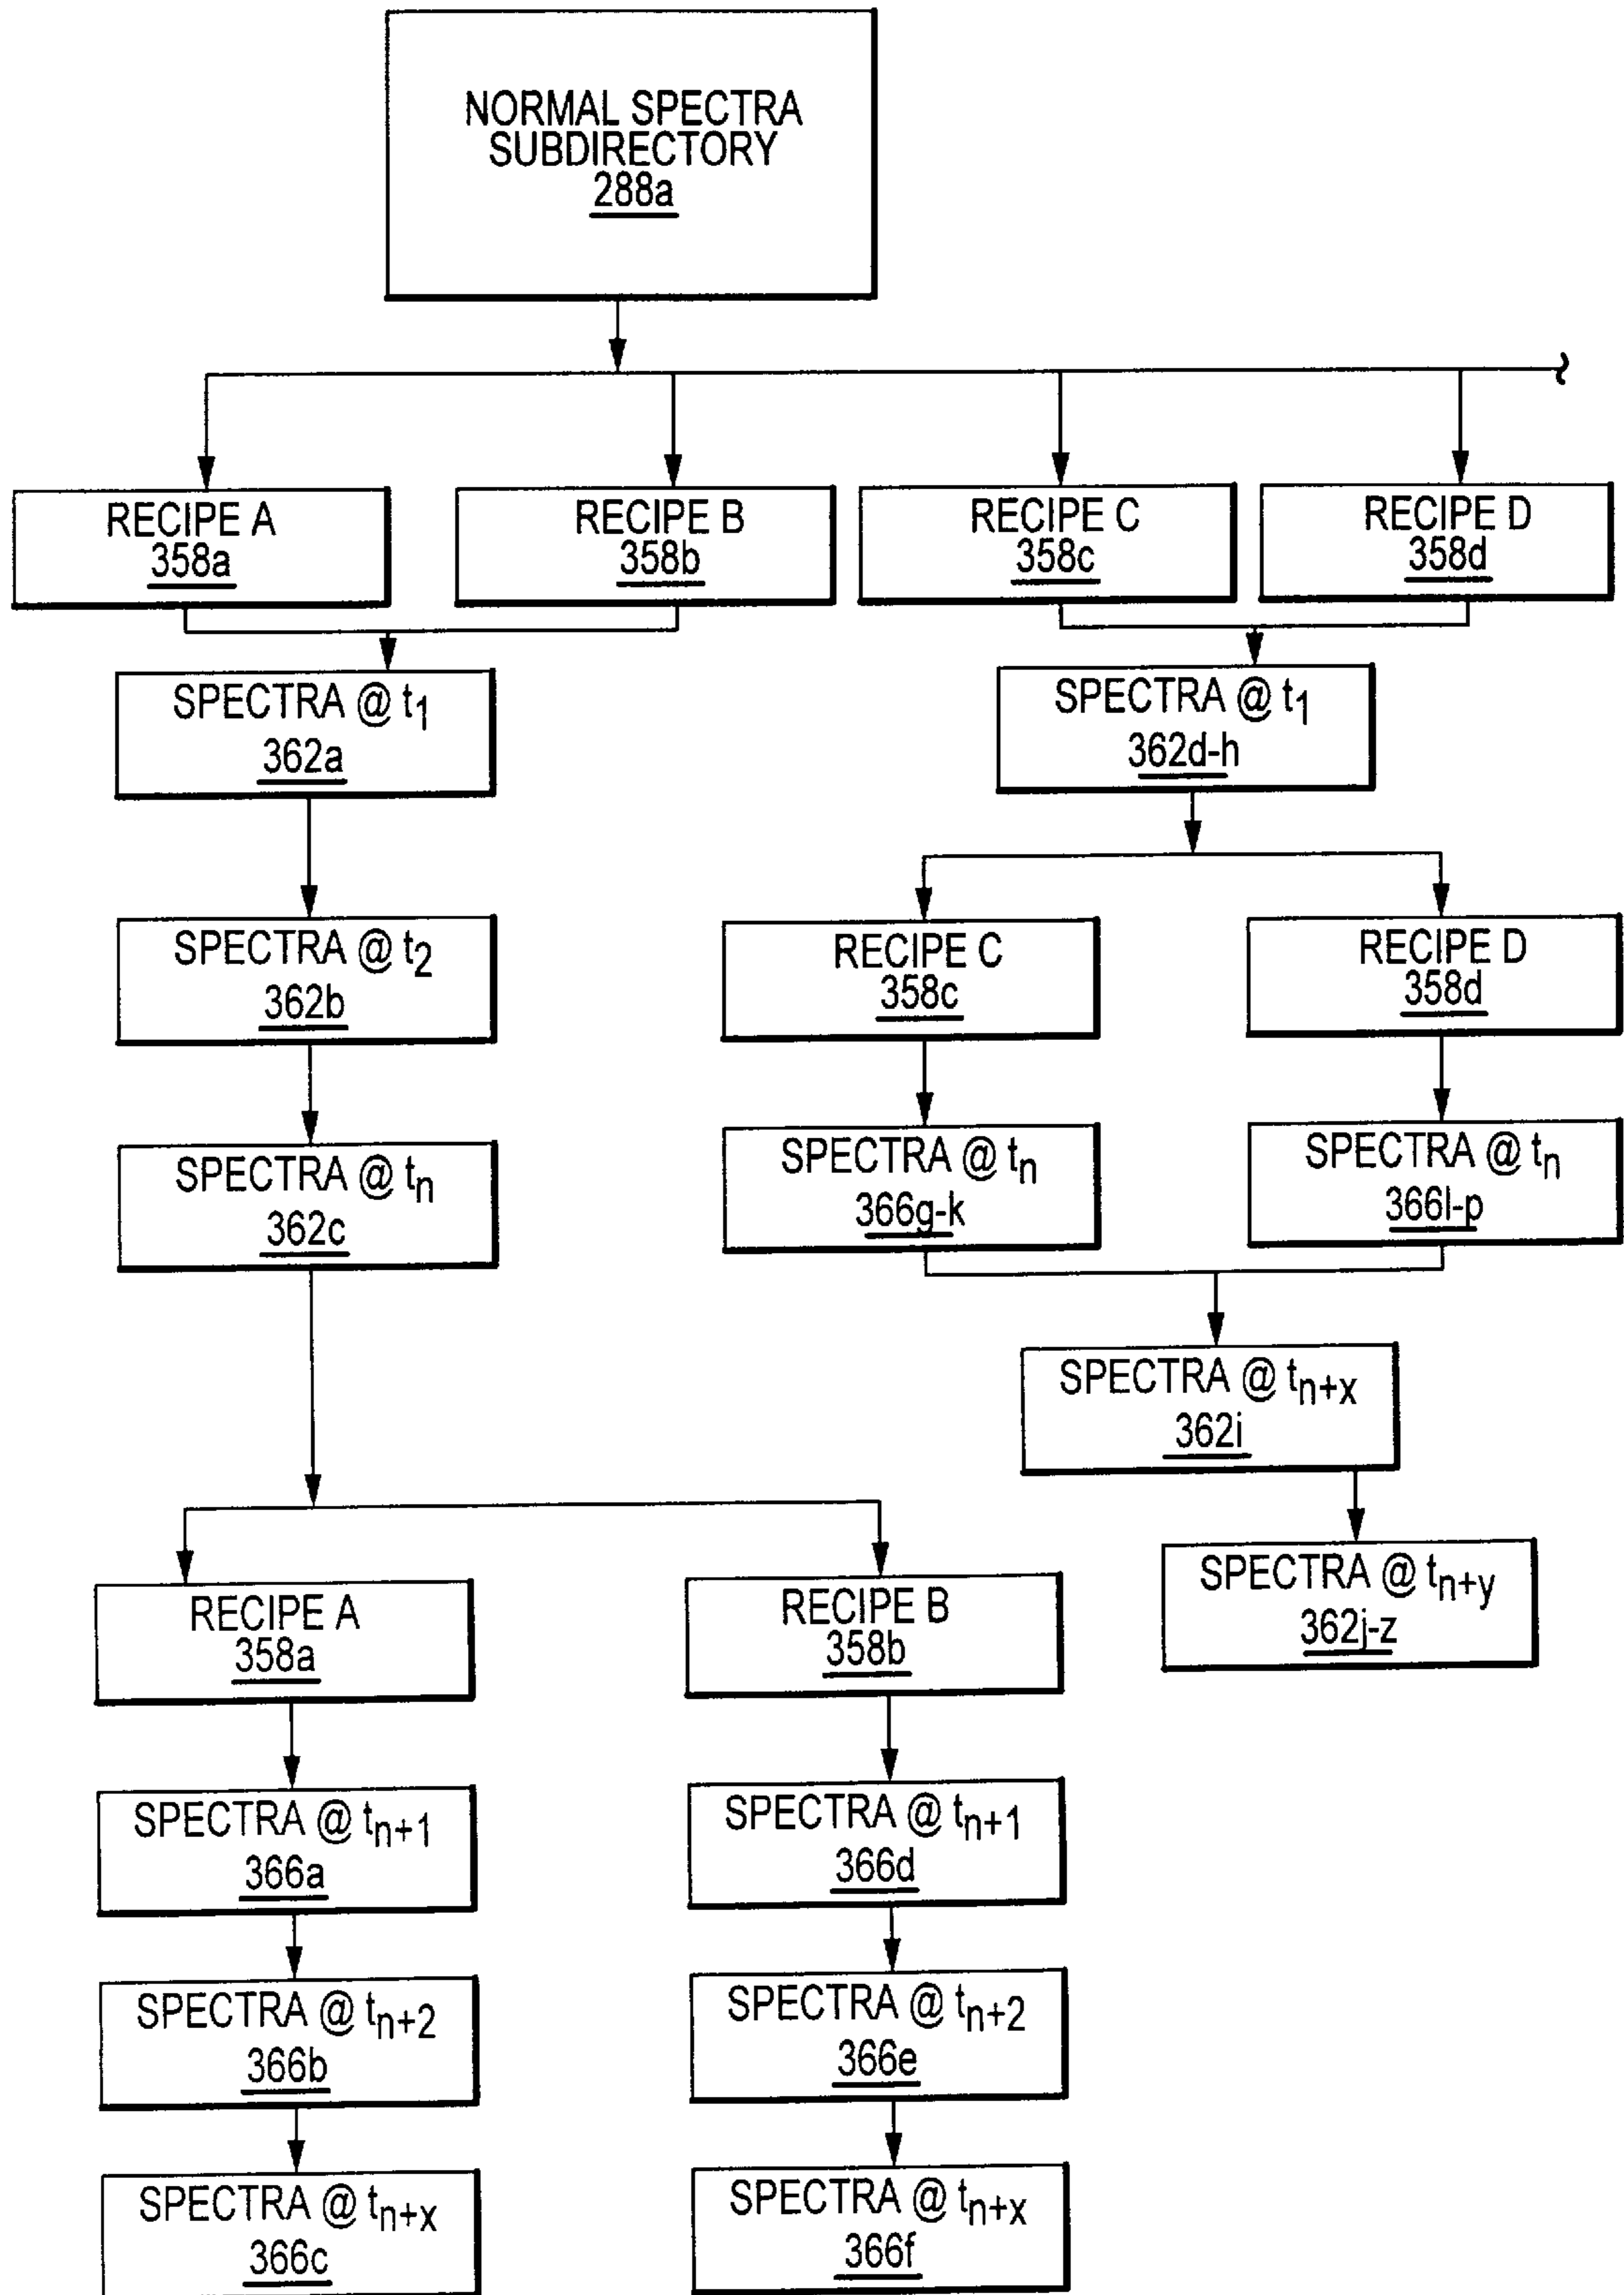 NORMAL SPECTRA
SUBDIRECTORY
288a
RECIPE A
358a
RECIPE B
358b
RECIPE C
358c
RECIPE D
358d
SPECTRA @ t1
362a
SPECTRA @ t1
362d-h
SPECTRA @ t2
362b
RECIPE C
358c
RECIPE D
358d
SPECTRA @ tn
362c
SPECTRA @ tn
366g-k
SPECTRA @ tn
366l-p
SPECTRA @ tn+x
362i
SPECTRA @ tn+y
362j-z
RECIPE A
358a
RECIPE B
358b
SPECTRA @ tn+1
366a
SPECTRA @ tn+1
366d
SPECTRA @ tn+2
366b
SPECTRA @ tn+2
366e
SPECTRA @ tn+x
366c
SPECTRA @ tn+x
366f